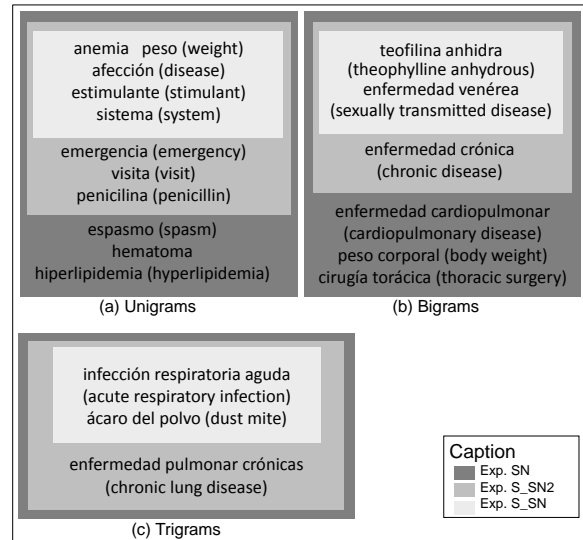 anemia peso (weight)
afección (disease)
estimulante (stimulant)
sistema (system)
emergencia (emergency)
visita (visit)
penicilina (penicillin)
espasmo (spasm)
hematoma
hiperlipidemia (hyperlipidemia)
(a) Unigrams
teofilina anhidra
(theophylline anhydrous)
enfermedad venérea
(sexually transmitted disease)
enfermedad crónica
(chronic disease)
enfermedad cardiopulmonar
(cardiopulmonary disease)
peso corporal (body weight)
cirugía torácica (thoracic surgery)
(b) Bigrams
infección respiratoria aguda
(acute respiratory infection)
ácaro del polvo (dust mite)
enfermedad pulmonar crónicas
(chronic lung disease)
(c) Trigrams
Caption
Exp. SN
Exp. S_SN2
Exp. S_SN